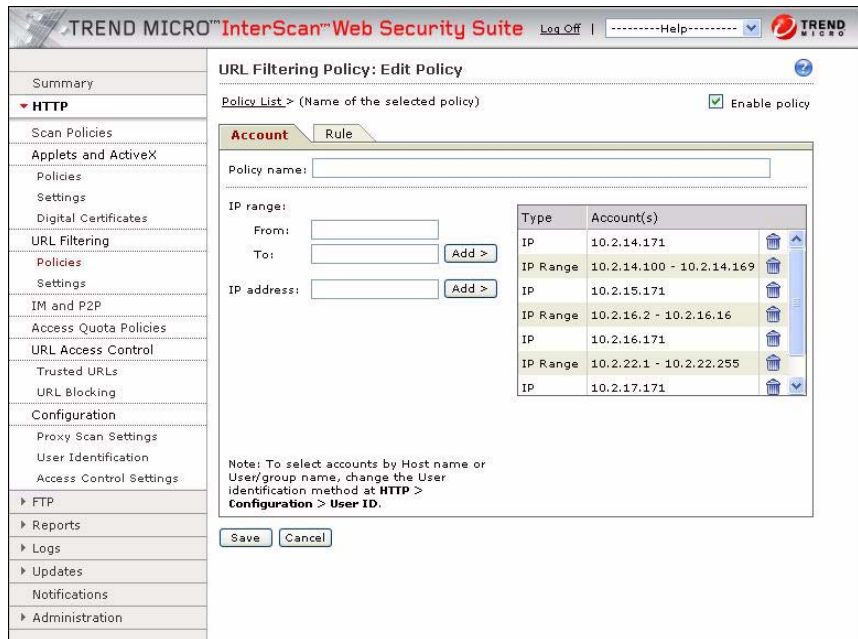 TREND MICRO™ InterScan™ Web Security Suite Log Off | ---------Help--------- TREND MICRO
Summary
HTTP
Scan Policies
Applets and ActiveX
Policies
Settings
Digital Certificates
URL Filtering
Policies
Settings
IM and P2P
Access Quota Policies
URL Access Control
Trusted URLs
URL Blocking
Configuration
Proxy Scan Settings
User Identification
Access Control Settings
FTP
Reports
Logs
Updates
Notifications
Administration
URL Filtering Policy: Edit Policy
Policy List > (Name of the selected policy) Enable policy
Account Rule
Policy name:
IP range:
From:
To: Add >
IP address: Add >
Type Account(s)
IP 10.2.14.171
IP Range 10.2.14.100 - 10.2.14.169
IP 10.2.15.171
IP Range 10.2.16.2 - 10.2.16.16
IP 10.2.16.171
IP Range 10.2.22.1 - 10.2.22.255
IP 10.2.17.171
Note: To select accounts by Host name or
User/group name, change the User
identification method at HTTP >
Configuration > User ID.
Save Cancel